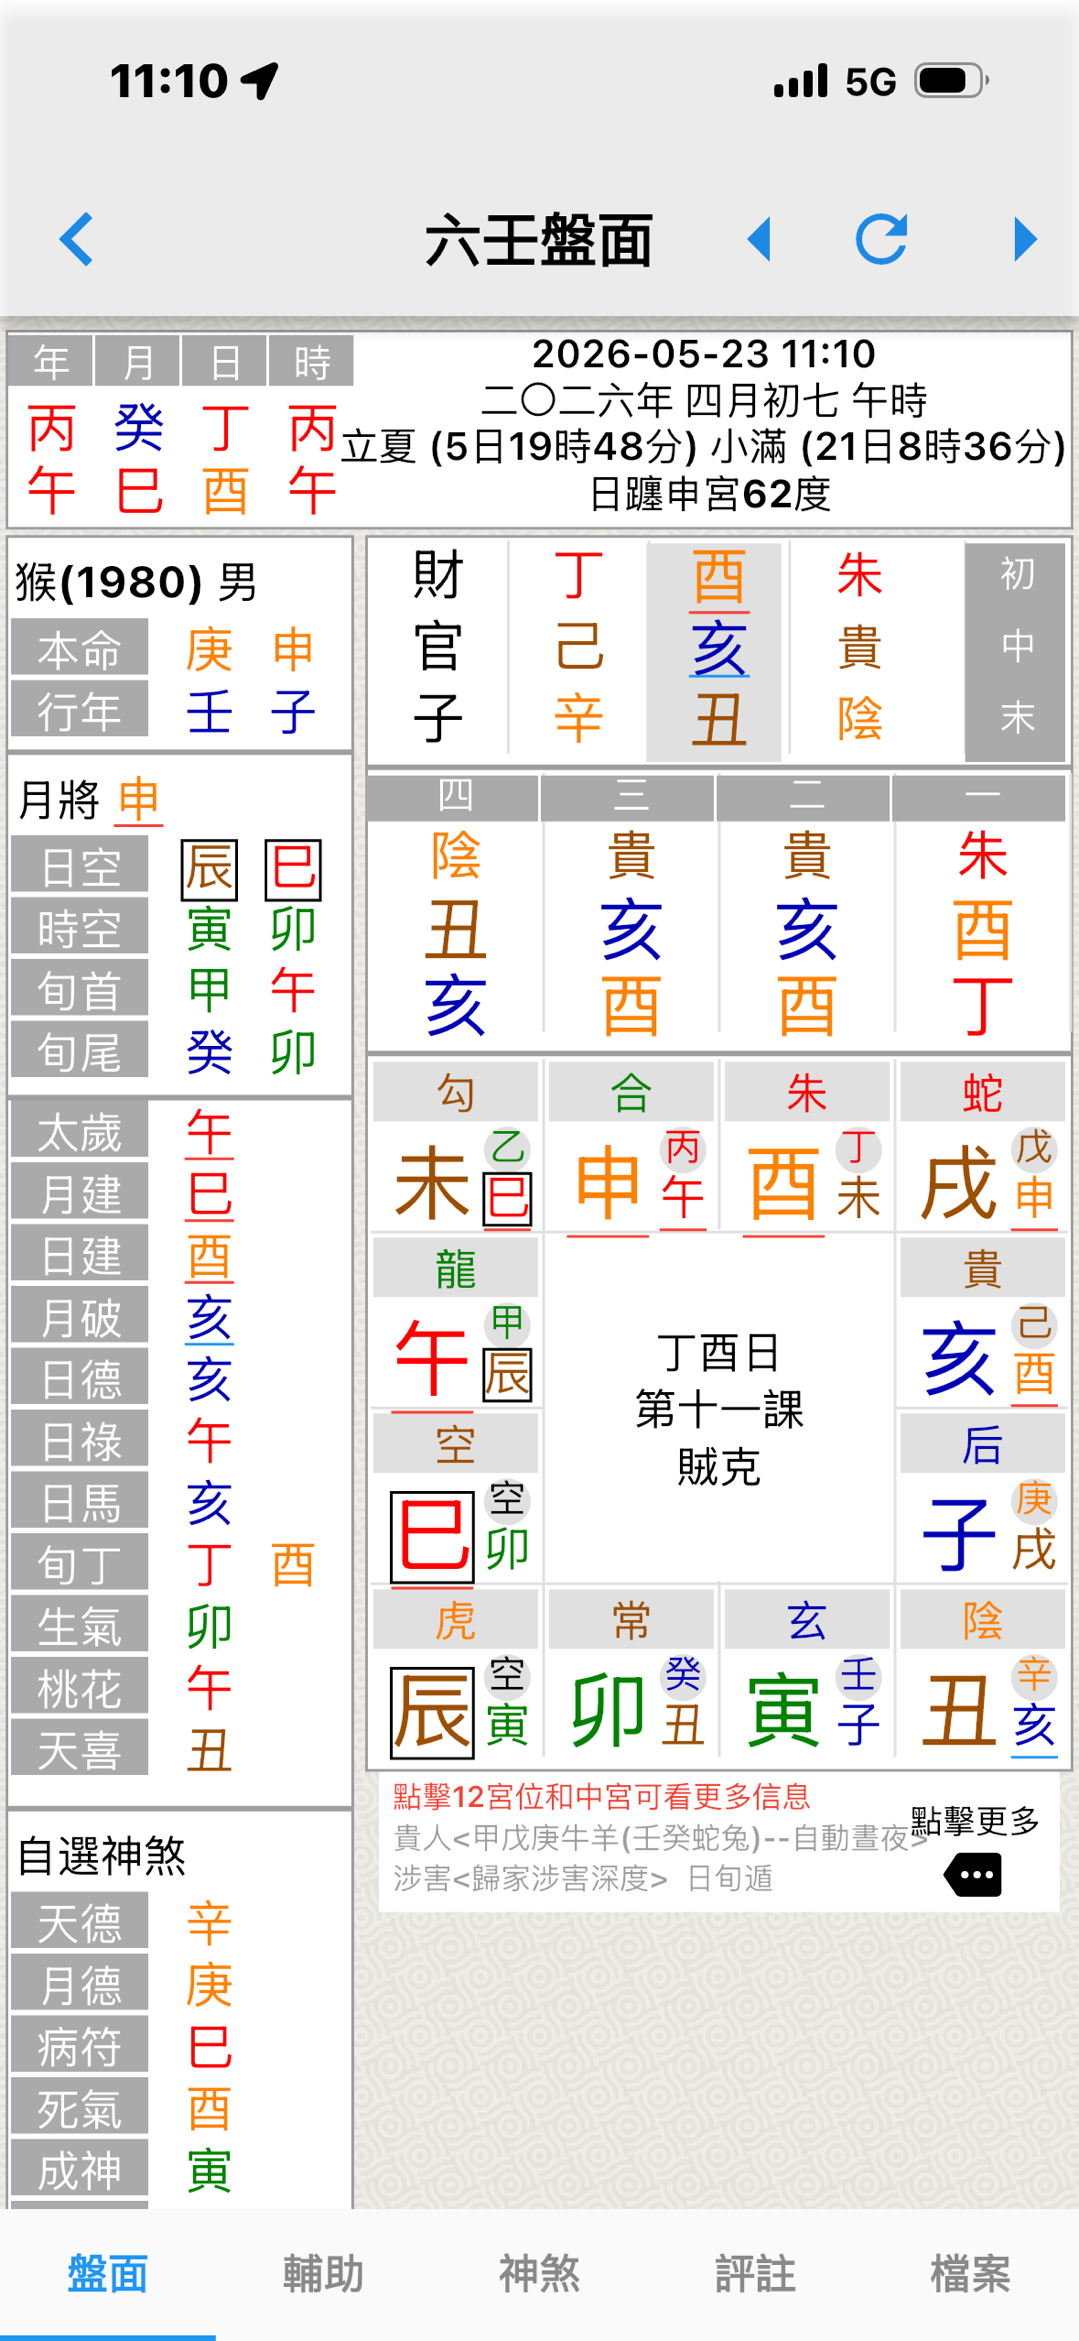 11:10 5G
六壬盤面
年 月 日 時
丙 癸 丁 丙
午 巳 酉 午
2026-05-23 11:10
二〇二六年 四月初七 午時
立夏 (5日19時48分) 小滿 (21日8時36分)
日躔申宮62度
猴(1980) 男
本命 庚 申
行年 壬 子
月將 申
日空 辰 巳
時空 寅 卯
旬首 甲 午
旬尾 癸 卯
太歲 午
月建 巳
日建 酉
月破 亥
日德 亥
日祿 午
日馬 亥
旬丁 丁 酉
生氣 卯
桃花 午
天喜 丑
自選神煞
天德 辛
月德 庚
病符 巳
死氣 酉
成神 寅
財 丁 酉 朱 初
官 己 亥 貴 中
子 辛 丑 陰 末
四 三 二 一
陰 貴 貴 朱
丑 亥 亥 酉
亥 酉 酉 丁
勾 合 朱 蛇
未 乙 巳 申 丙 午 酉 丁 未 戌 戊 申
龍 貴
午 甲 辰 亥 己 酉
丁酉日
第十一課
賊克
空 后
巳 空 卯 子 庚 戌
虎 常 玄 陰
辰 空 寅 卯 癸 丑 寅 壬 子 丑 辛 亥
點擊12宮位和中宮可看更多信息
貴人<甲戊庚牛羊(壬癸蛇兔)--自動晝夜>
涉害<歸家涉害深度> 日旬遁
點擊更多
盤面 輔助 神煞 評註 檔案